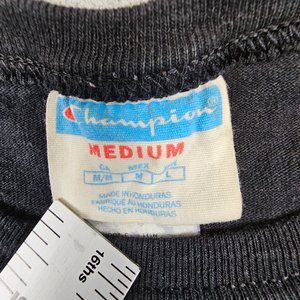 Champion®
MEDIUM
CA MEX
M/M M L
MADE IN HONDURAS
FABRIQUÉ AU HONDURAS
HECHO EN HONDURAS
16ths